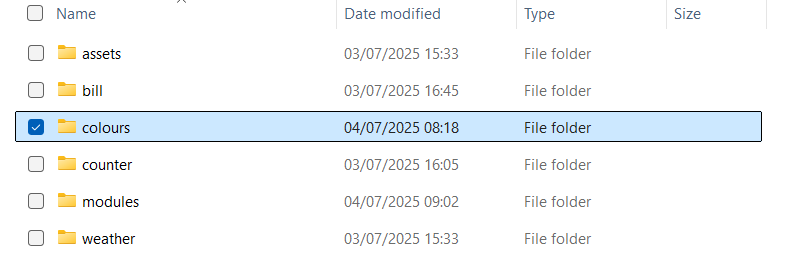 Name Date modified Type Size
assets 03/07/2025 15:33 File folder
bill 03/07/2025 16:45 File folder
colours 04/07/2025 08:18 File folder
counter 03/07/2025 16:05 File folder
modules 04/07/2025 09:02 File folder
weather 03/07/2025 15:33 File folder